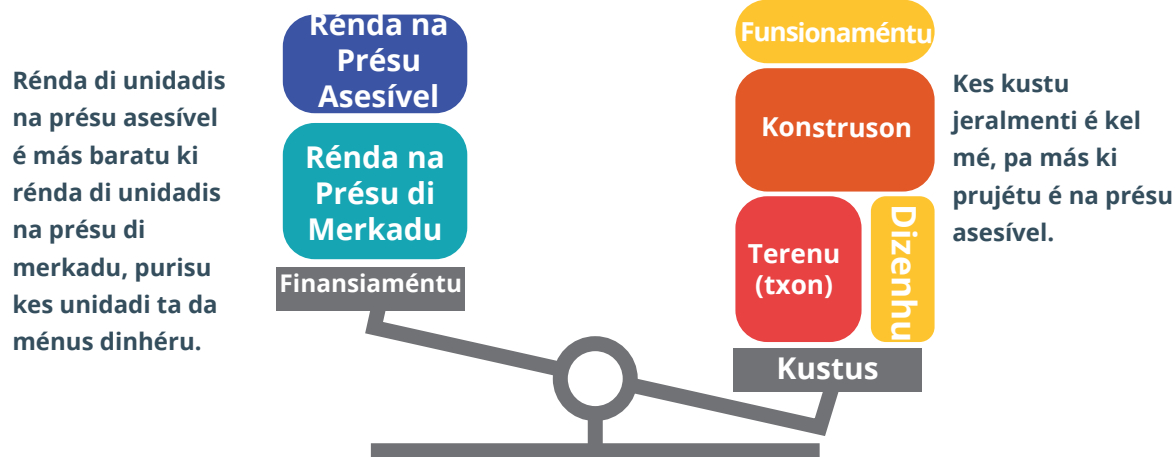 Rénda di unidadis
na présu asesível
é más baratu ki
rénda di unidadis
na présu di
merkadu, purisu
kes unidadi ta da
ménus dinhéru.
Rénda na
Présu
Asesível
Rénda na
Présu di
Merkadu
Finansiaméntu
Funsionaméntu
Konstruson
Terenu
(txon)
Dizenhu
Kustus
Kes kustu
jeralmenti é kel
mé, pa más ki
prujétu é na présu
asesível.